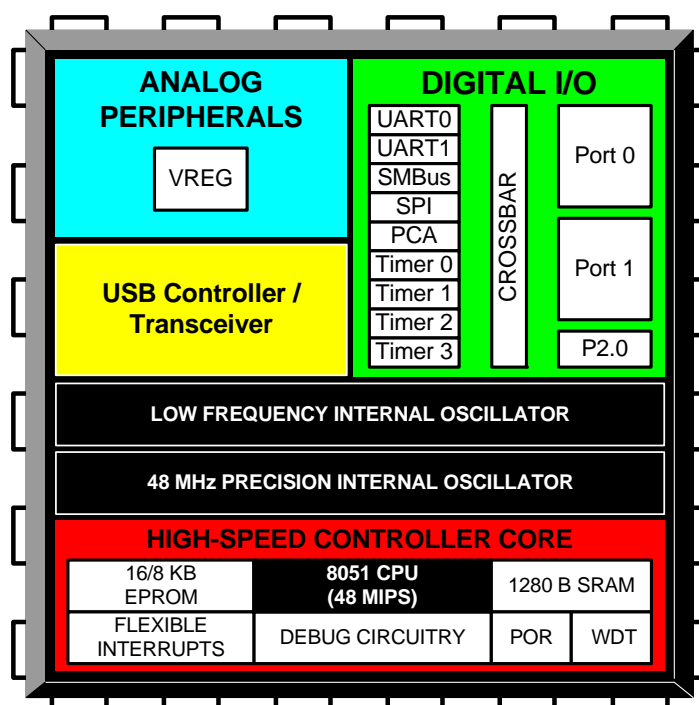 ANALOG
PERIPHERALS
VREG
DIGITAL I/O
UART0
UART1
SMBus
SPI
PCA
Timer 0
Timer 1
Timer 2
Timer 3
CROSSBAR
Port 0
Port 1
P2.0
USB Controller /
Transceiver
LOW FREQUENCY INTERNAL OSCILLATOR
48 MHz PRECISION INTERNAL OSCILLATOR
HIGH-SPEED CONTROLLER CORE
16/8 KB
EPROM
8051 CPU
(48 MIPS)
1280 B SRAM
FLEXIBLE
INTERRUPTS
DEBUG CIRCUITRY
POR
WDT